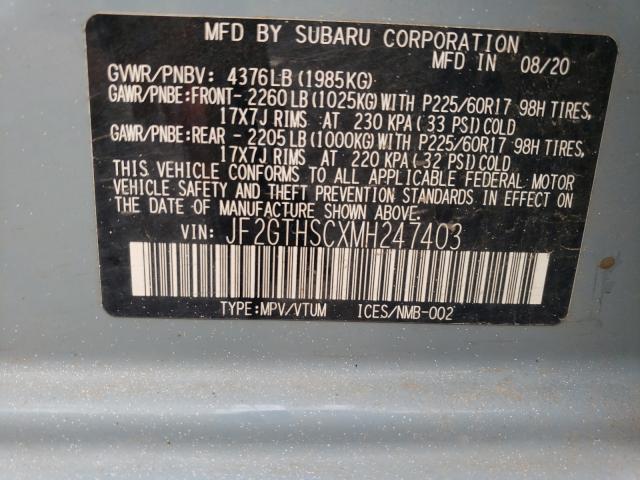 MFD BY SUBARU CORPORATION
MFD IN 08/20
GVWR/PNBV: 4376LB(1985KG)
GAWR/PNBE:FRONT- 2260LB(1025KG)WITH P225/60R17 98H TIRES,
17X7J RIMS AT 230 KPA(33 PSI)COLD
GAWR/PNBE:REAR - 2205LB(1000KG)WITH P225/60R17 98H TIRES,
17X7J RIMS AT 220 KPA(32 PSI)COLD
THIS VEHICLE CONFORMS TO ALL APPLICABLE FEDERAL MOTOR
VEHICLE SAFETY AND THEFT PREVENTION STANDARDS IN EFFECT ON
THE DATE OF MANUFACTURE SHOWN ABOVE.
VIN: JF2GTHSCXMH247403
TYPE:MPV/VTUM ICES/NMB-002